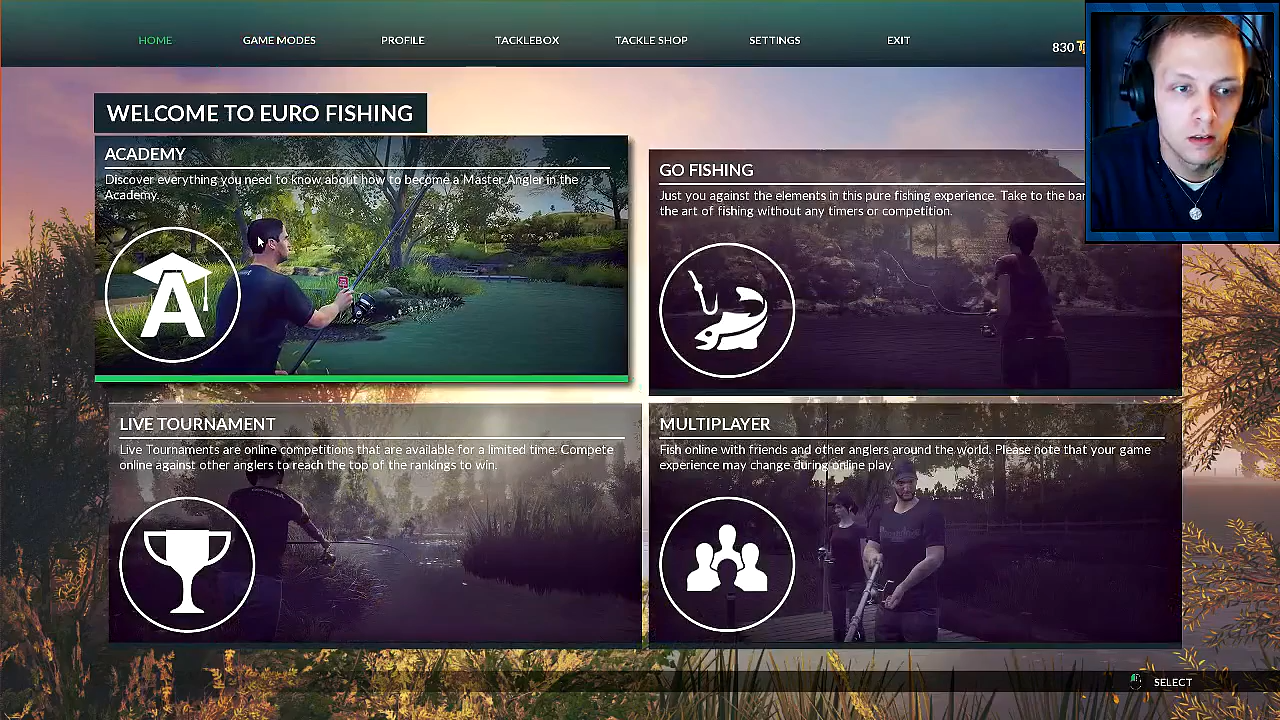 HOME GAME MODES PROFILE TACKLEBOX TACKLE SHOP SETTINGS EXIT
830
WELCOME TO EURO FISHING
ACADEMY
Discover everything you need to know about how to become a Master Angler in the
Academy.
A
GO FISHING
Just you against the elements in this pure fishing experience. Take to the
the art of fishing without any timers or competition.
LIVE TOURNAMENT
Live Tournaments are online competitions that are available for a limited time. Compete
online against other anglers to reach the top of the rankings to win.
MULTIPLAYER
Fish online with friends and other anglers around the world. Please note that your game
experience may change during online play.
SELECT